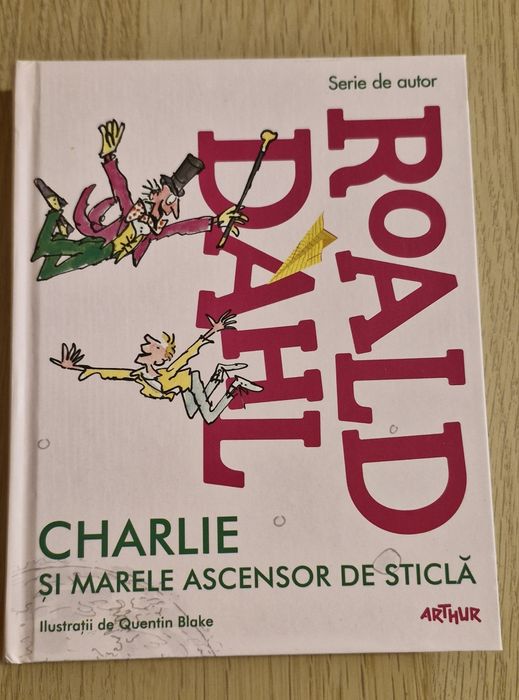 Serie de autor
ROALD
DAHL
CHARLIE
ȘI MARELE ASCENSOR DE STICLĂ
Ilustrații de Quentin Blake
ARTHUR